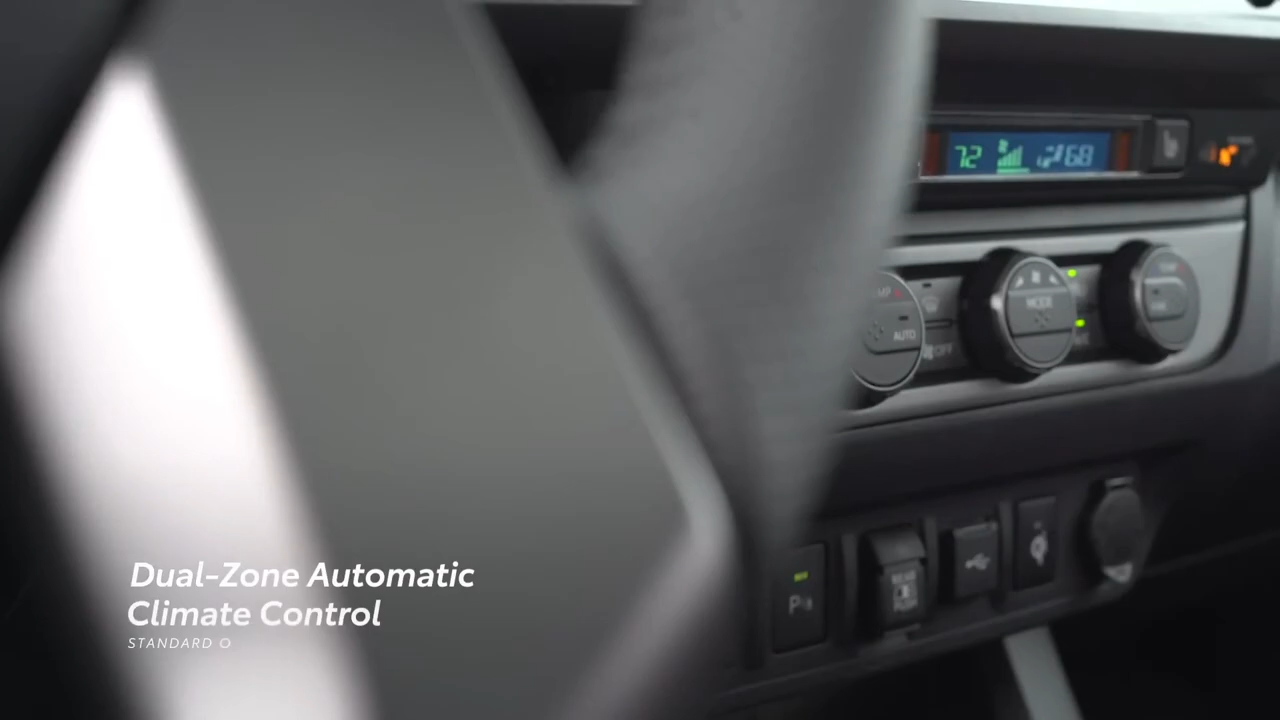 72
68
MODE
AUTO
OFF
Dual-Zone Automatic
Climate Control
STANDARD